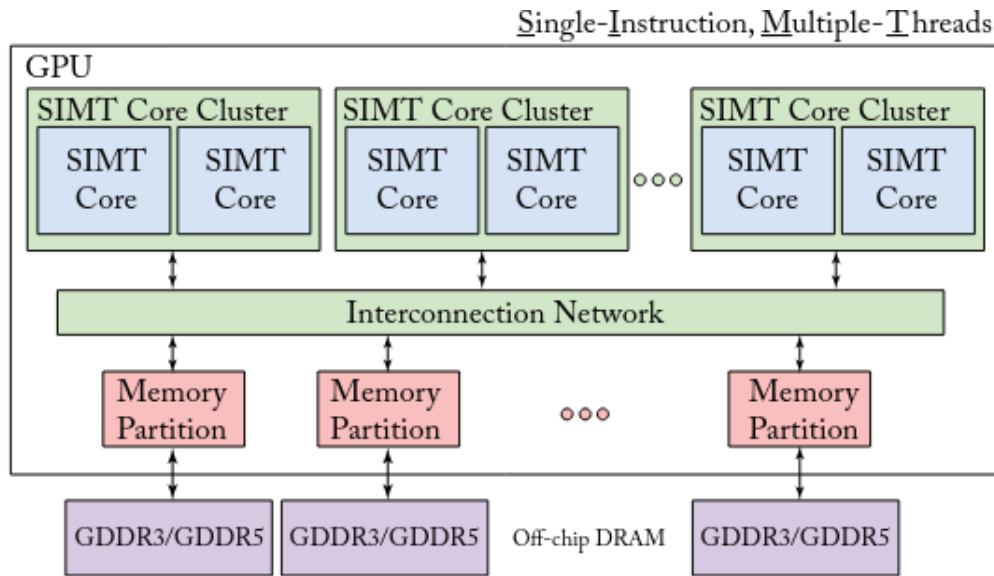 Single-Instruction, Multiple-Threads
GPU
SIMT Core Cluster
SIMT Core
SIMT Core
SIMT Core Cluster
SIMT Core
SIMT Core
SIMT Core Cluster
SIMT Core
SIMT Core
Interconnection Network
Memory
Partition
Memory
Partition
Memory
Partition
GDDR3/GDDR5
GDDR3/GDDR5
Off-chip DRAM
GDDR3/GDDR5